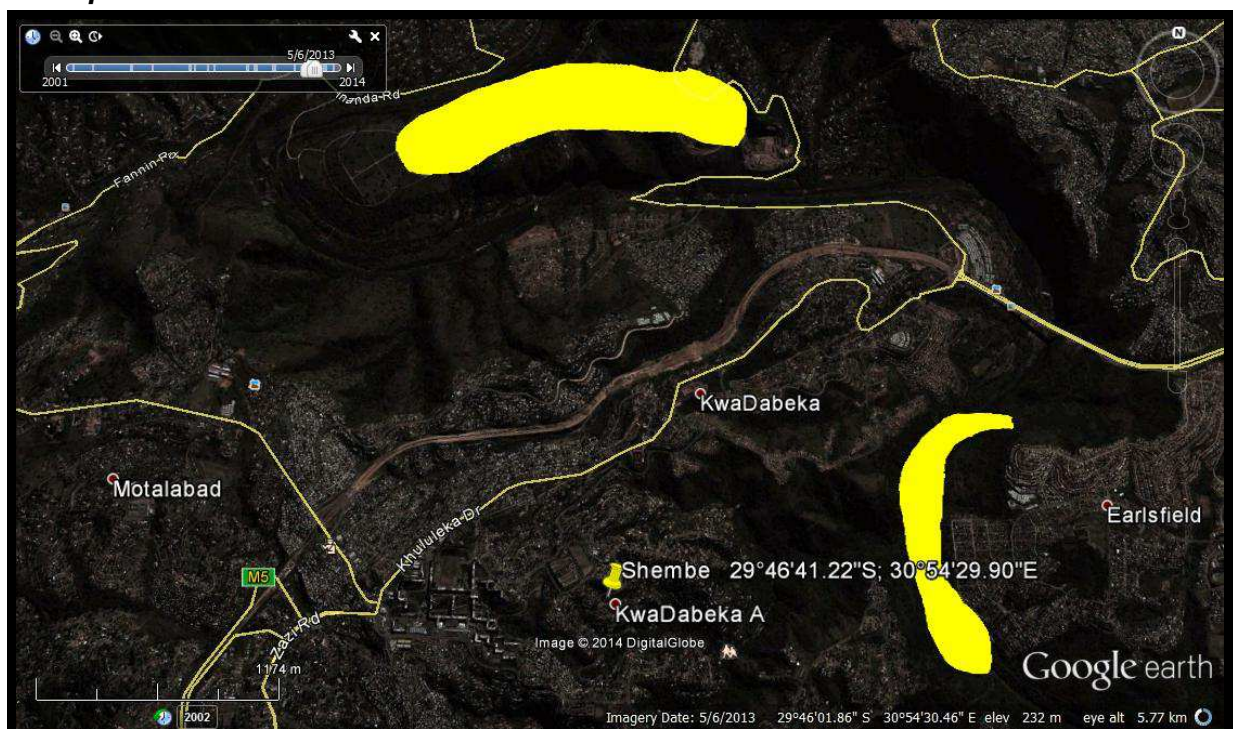 5/6/2013
2001
2014
N
Fannin Rd
KwaDabeka
Motalabad
Earlsfield
Khululeka Dr
M5
Shembe 29°46'41.22"S; 30°54'29.90"E
KwaDabeka A
Zazi Rd
Image © 2014 DigitalGlobe
1174 m
Google earth
2002
Imagery Date: 5/6/2013 29°46'01.86" S 30°54'30.46" E elev 232 m eye alt 5.77 km